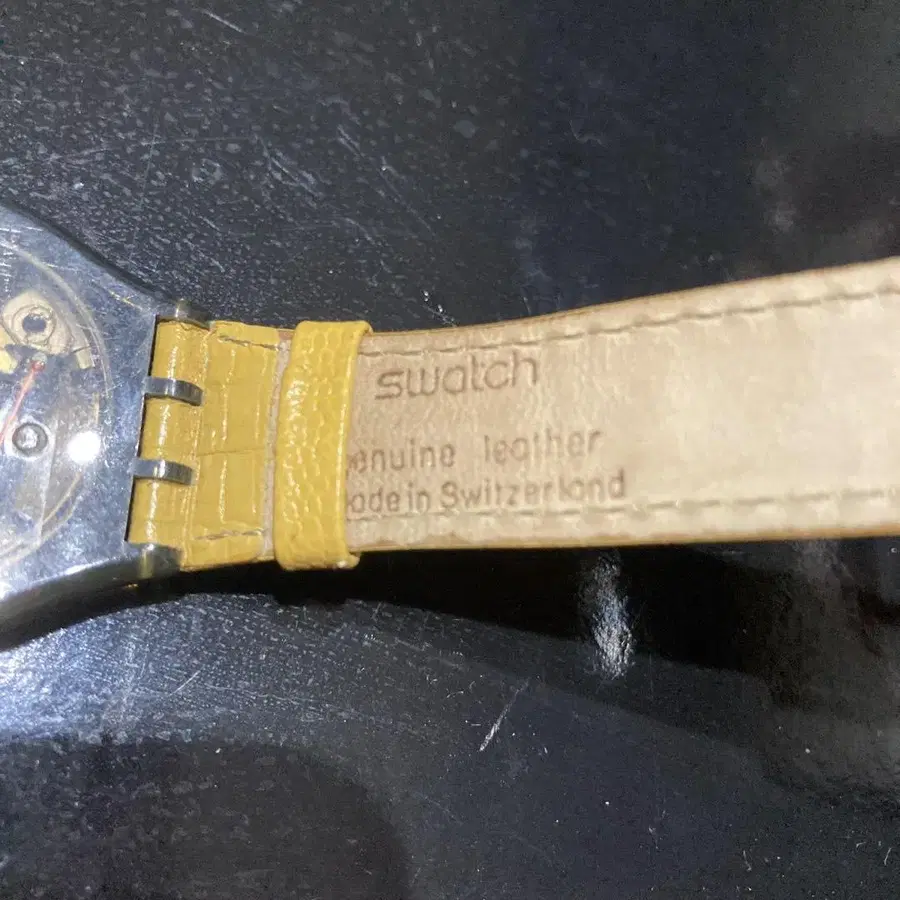 swatch
enuine leather
ade in Switzerland